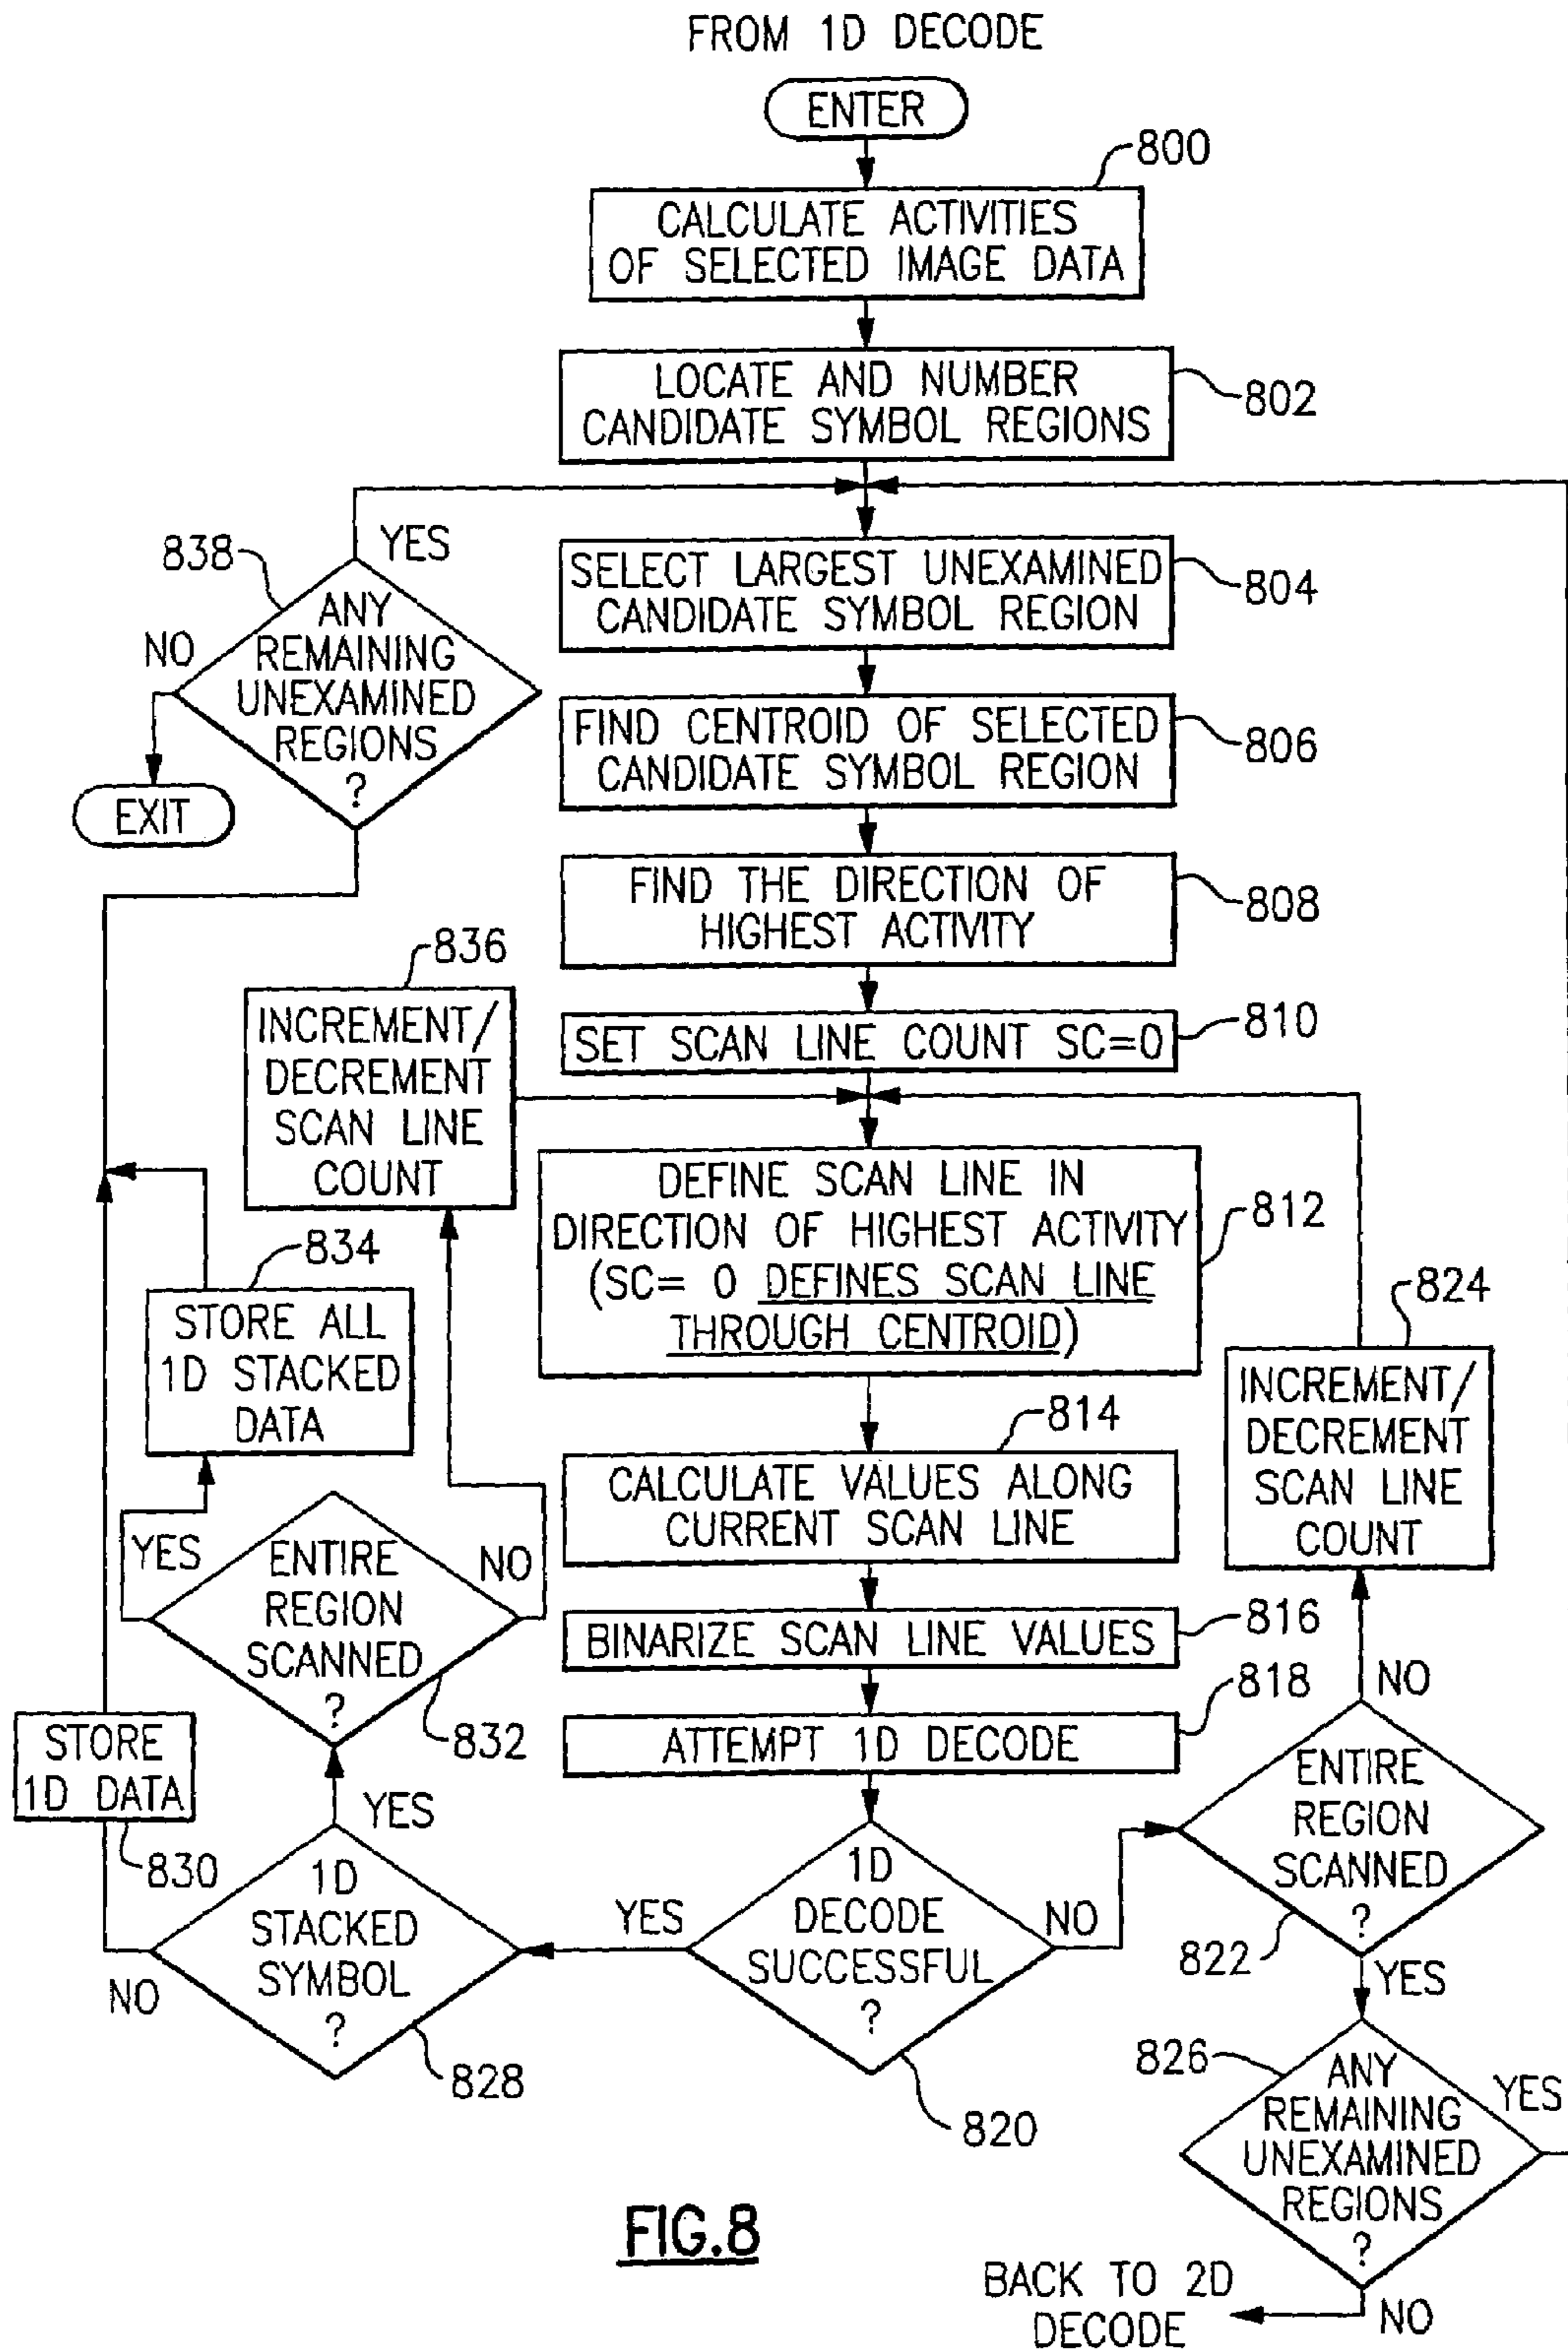 FROM 1D DECODE
ENTER
800
CALCULATE ACTIVITIES
OF SELECTED IMAGE DATA
LOCATE AND NUMBER
CANDIDATE SYMBOL REGIONS
802
838
YES
ANY
REMAINING
UNEXAMINED
REGIONS
?
NO
EXIT
SELECT LARGEST UNEXAMINED
CANDIDATE SYMBOL REGION
804
FIND CENTROID OF SELECTED
CANDIDATE SYMBOL REGION
806
FIND THE DIRECTION OF
HIGHEST ACTIVITY
808
836
INCREMENT/
DECREMENT
SCAN LINE
COUNT
SET SCAN LINE COUNT SC=0
810
DEFINE SCAN LINE IN
DIRECTION OF HIGHEST ACTIVITY
(SC= 0 DEFINES SCAN LINE
THROUGH CENTROID)
812
834
STORE ALL
1D STACKED
DATA
824
INCREMENT/
DECREMENT
SCAN LINE
COUNT
814
CALCULATE VALUES ALONG
CURRENT SCAN LINE
YES
ENTIRE
REGION
SCANNED
?
NO
832
BINARIZE SCAN LINE VALUES
816
ATTEMPT 1D DECODE
818
NO
ENTIRE
REGION
SCANNED
?
822
YES
STORE
1D DATA
830
YES
1D
STACKED
SYMBOL
?
NO
828
YES
1D
DECODE
SUCCESSFUL
?
NO
820
826
ANY
REMAINING
UNEXAMINED
REGIONS
?
YES
NO
BACK TO 2D
DECODE
FIG.8